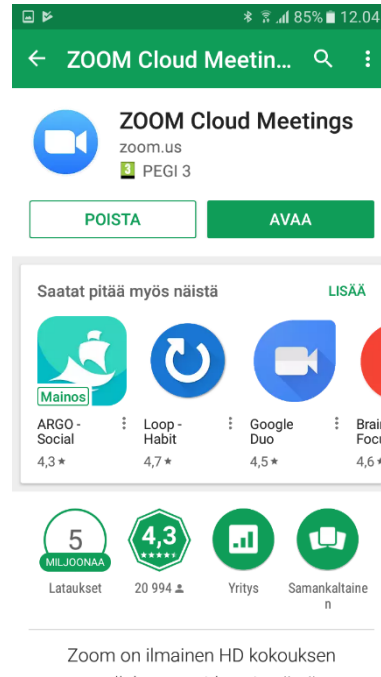 85% 12.04
ZOOM Cloud Meetin...
ZOOM Cloud Meetings
zoom.us
3 PEGI 3
POISTA
AVAA
Saatat pitää myös näistä
LISÄÄ
Mainos
ARGO -
Social
4,3★
Loop -
Habit
4,7★
Google
Duo
4,5★
Brain
Focu
4,6★
5
MILJOONAA
Lataukset
4,3
20 994
Yritys
Samankaltaine
n
Zoom on ilmainen HD kokouksen